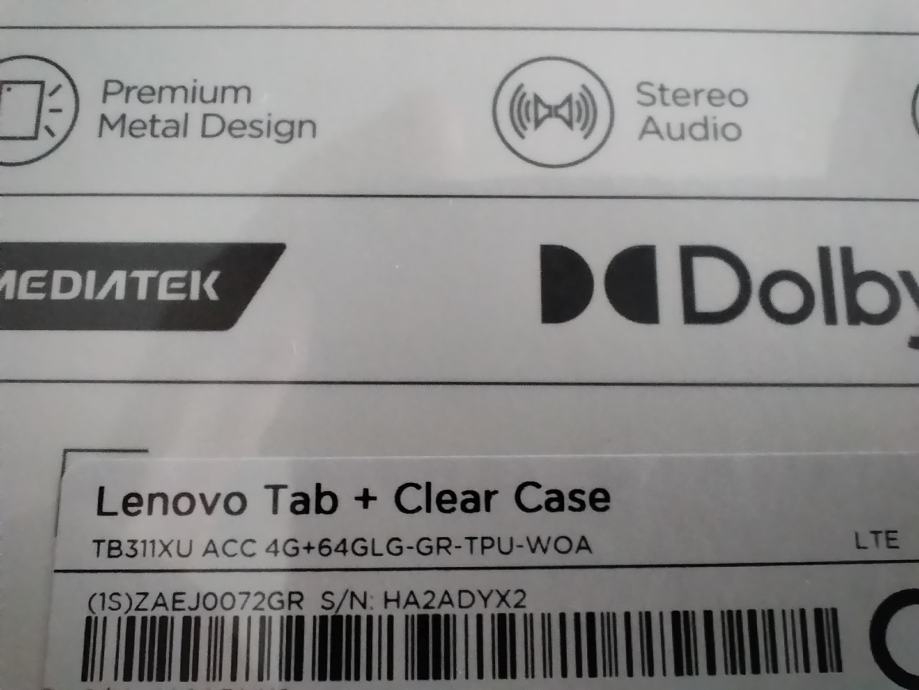 Premium
Metal Design
Stereo
Audio
MEDIATEK
Dolby
Lenovo Tab + Clear Case
TB311XU ACC 4G+64GLG-GR-TPU-WOA
LTE
(1S)ZAEJ0072GR S/N: HA2ADYX2